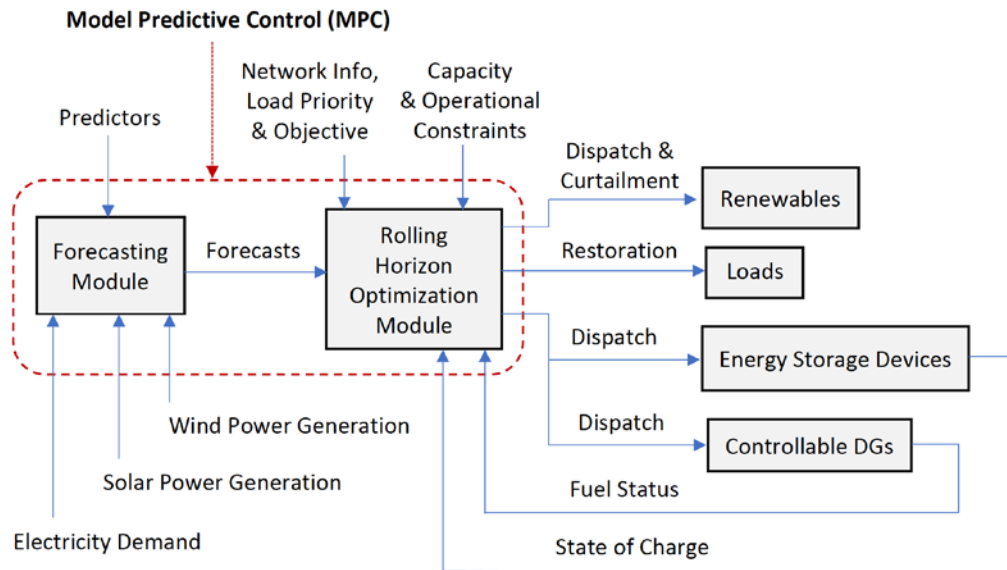 Model Predictive Control (MPC)
Network Info,
Load Priority
& Objective
Capacity
& Operational
Constraints
Predictors
Dispatch &
Curtailment
Renewables
Forecasting
Module
Forecasts
Rolling
Horizon
Optimization
Module
Restoration
Loads
Dispatch
Energy Storage Devices
Dispatch
Controllable DGs
Wind Power Generation
Solar Power Generation
Fuel Status
Electricity Demand
State of Charge